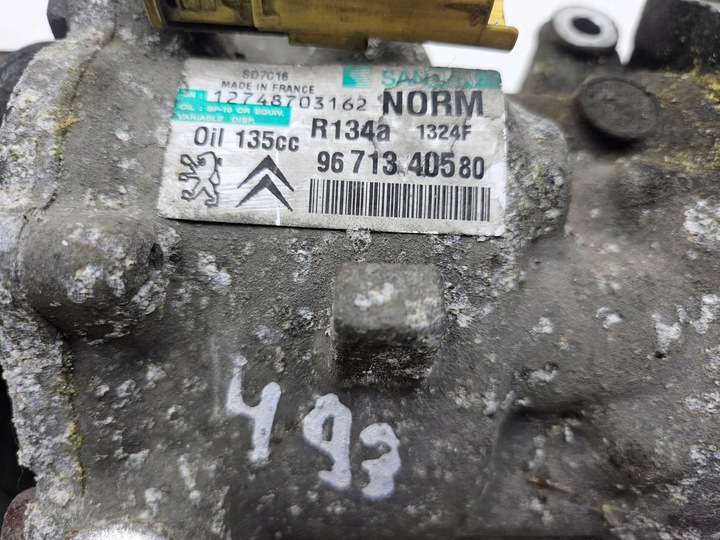 SD7C16
MADE IN FRANCE
SANDEN
12748703162 NORM
OIL : SP-10 OR EQUIV.
VARIABLE DISP.
Oil 135cc R134a 1324F
96 713 405 80
493